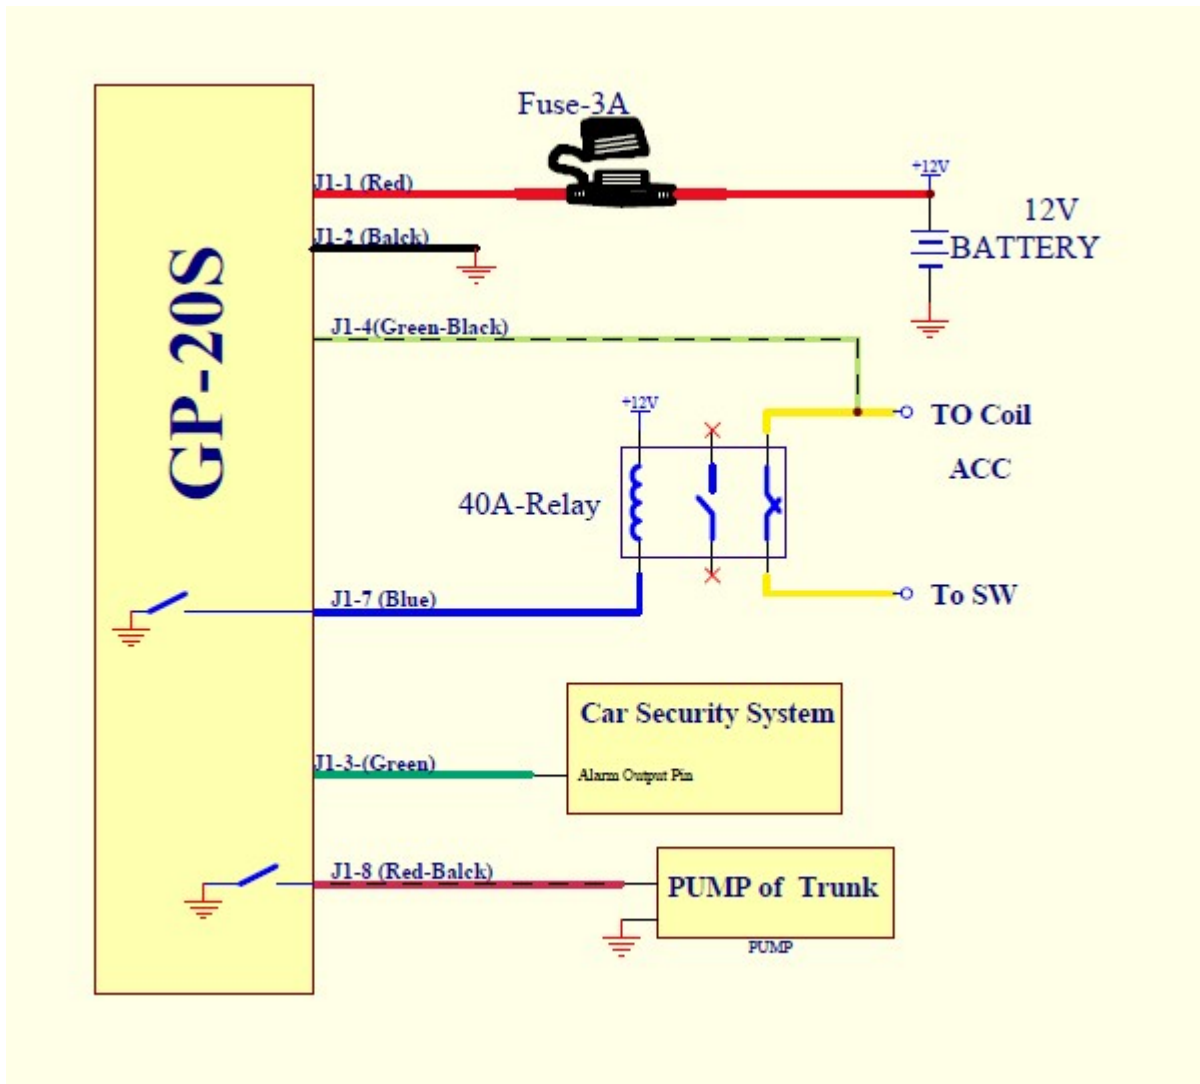 Fuse-3A
J1-1 (Red)
+12V
12V
BATTERY
J1-2 (Balck)
GP-20S
J1-4(Green-Black)
+12V
TO Coil
ACC
40A-Relay
J1-7 (Blue)
To SW
Car Security System
J1-3-(Green)
Alarm Output Pin
J1-8 (Red-Balck)
PUMP of Trunk
PUMP